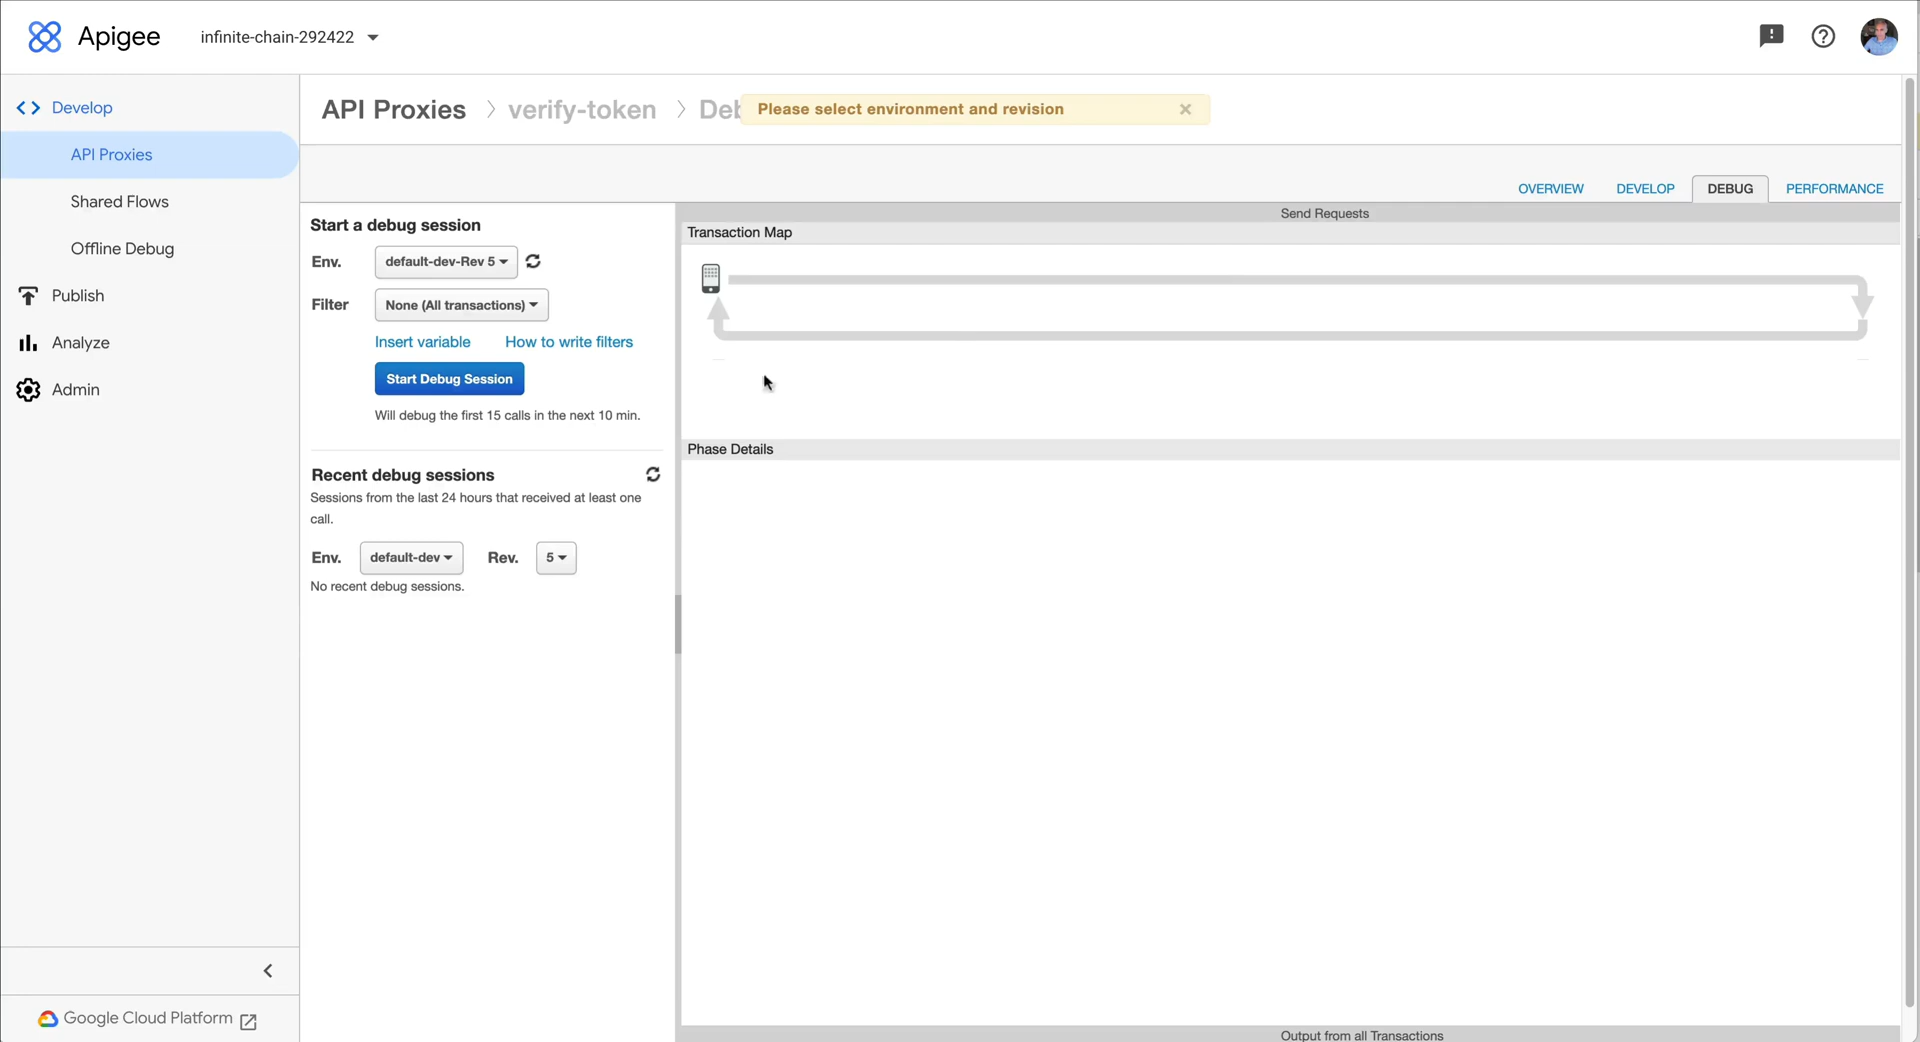 Apigee
infinite-chain-292422
Develop
API Proxies
Shared Flows
Offline Debug
Publish
Analyze
Admin
Google Cloud Platform
API Proxies
verify-token
Deb
Please select environment and revision
OVERVIEW
DEVELOP
DEBUG
PERFORMANCE
Start a debug session
Env.
default-dev-Rev 5
Filter
None (All transactions)
Insert variable
How to write filters
Start Debug Session
Will debug the first 15 calls in the next 10 min.
Recent debug sessions
Sessions from the last 24 hours that received at least one
call.
Env.
default-dev
Rev.
5
No recent debug sessions.
Send Requests
Transaction Map
Phase Details
Output from all Transactions